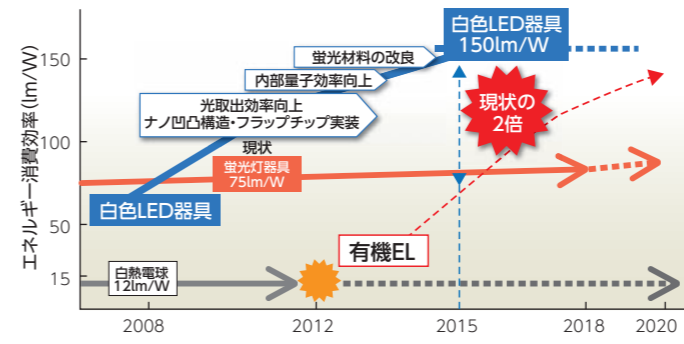 エネルギー消費効率(lm/W)
150
100
50
15
白色LED器具
150lm/W
蛍光材料の改良
内部量子効率向上
光取出効率向上
ナノ凹凸構造・フラップチップ実装
現状の
2倍
現状
蛍光灯器具
75lm/W
白色LED器具
有機EL
白熱電球
12lm/W
2008
2012
2015
2018
2020